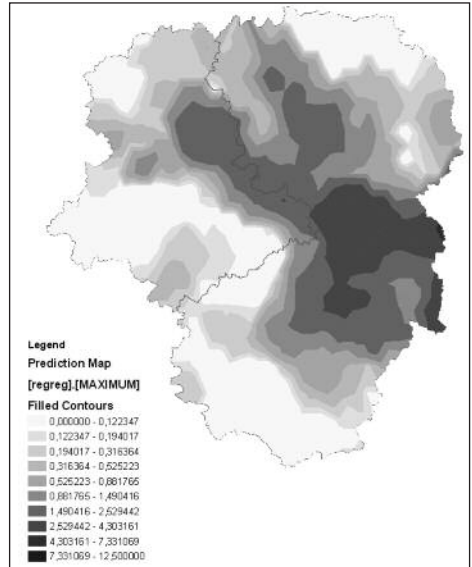 Legend
Prediction Map
[regreg].[MAXIMUM]
Filled Contours
0,000000 - 0,122347
0,122347 - 0,194017
0,194017 - 0,316364
0,316364 - 0,525223
0,525223 - 0,881765
0,881765 - 1,490416
1,490416 - 2,529442
2,529442 - 4,303161
4,303161 - 7,331069
7,331069 - 12,500000